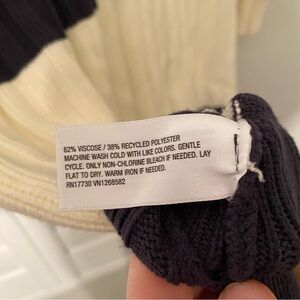 62% VISCOSE / 38% RECYCLED POLYESTER
MACHINE WASH COLD WITH LIKE COLORS. GENTLE
CYCLE. ONLY NON-CHLORINE BLEACH IF NEEDED. LAY
FLAT TO DRY. WARM IRON IF NEEDED.
RN17730 VN1268582